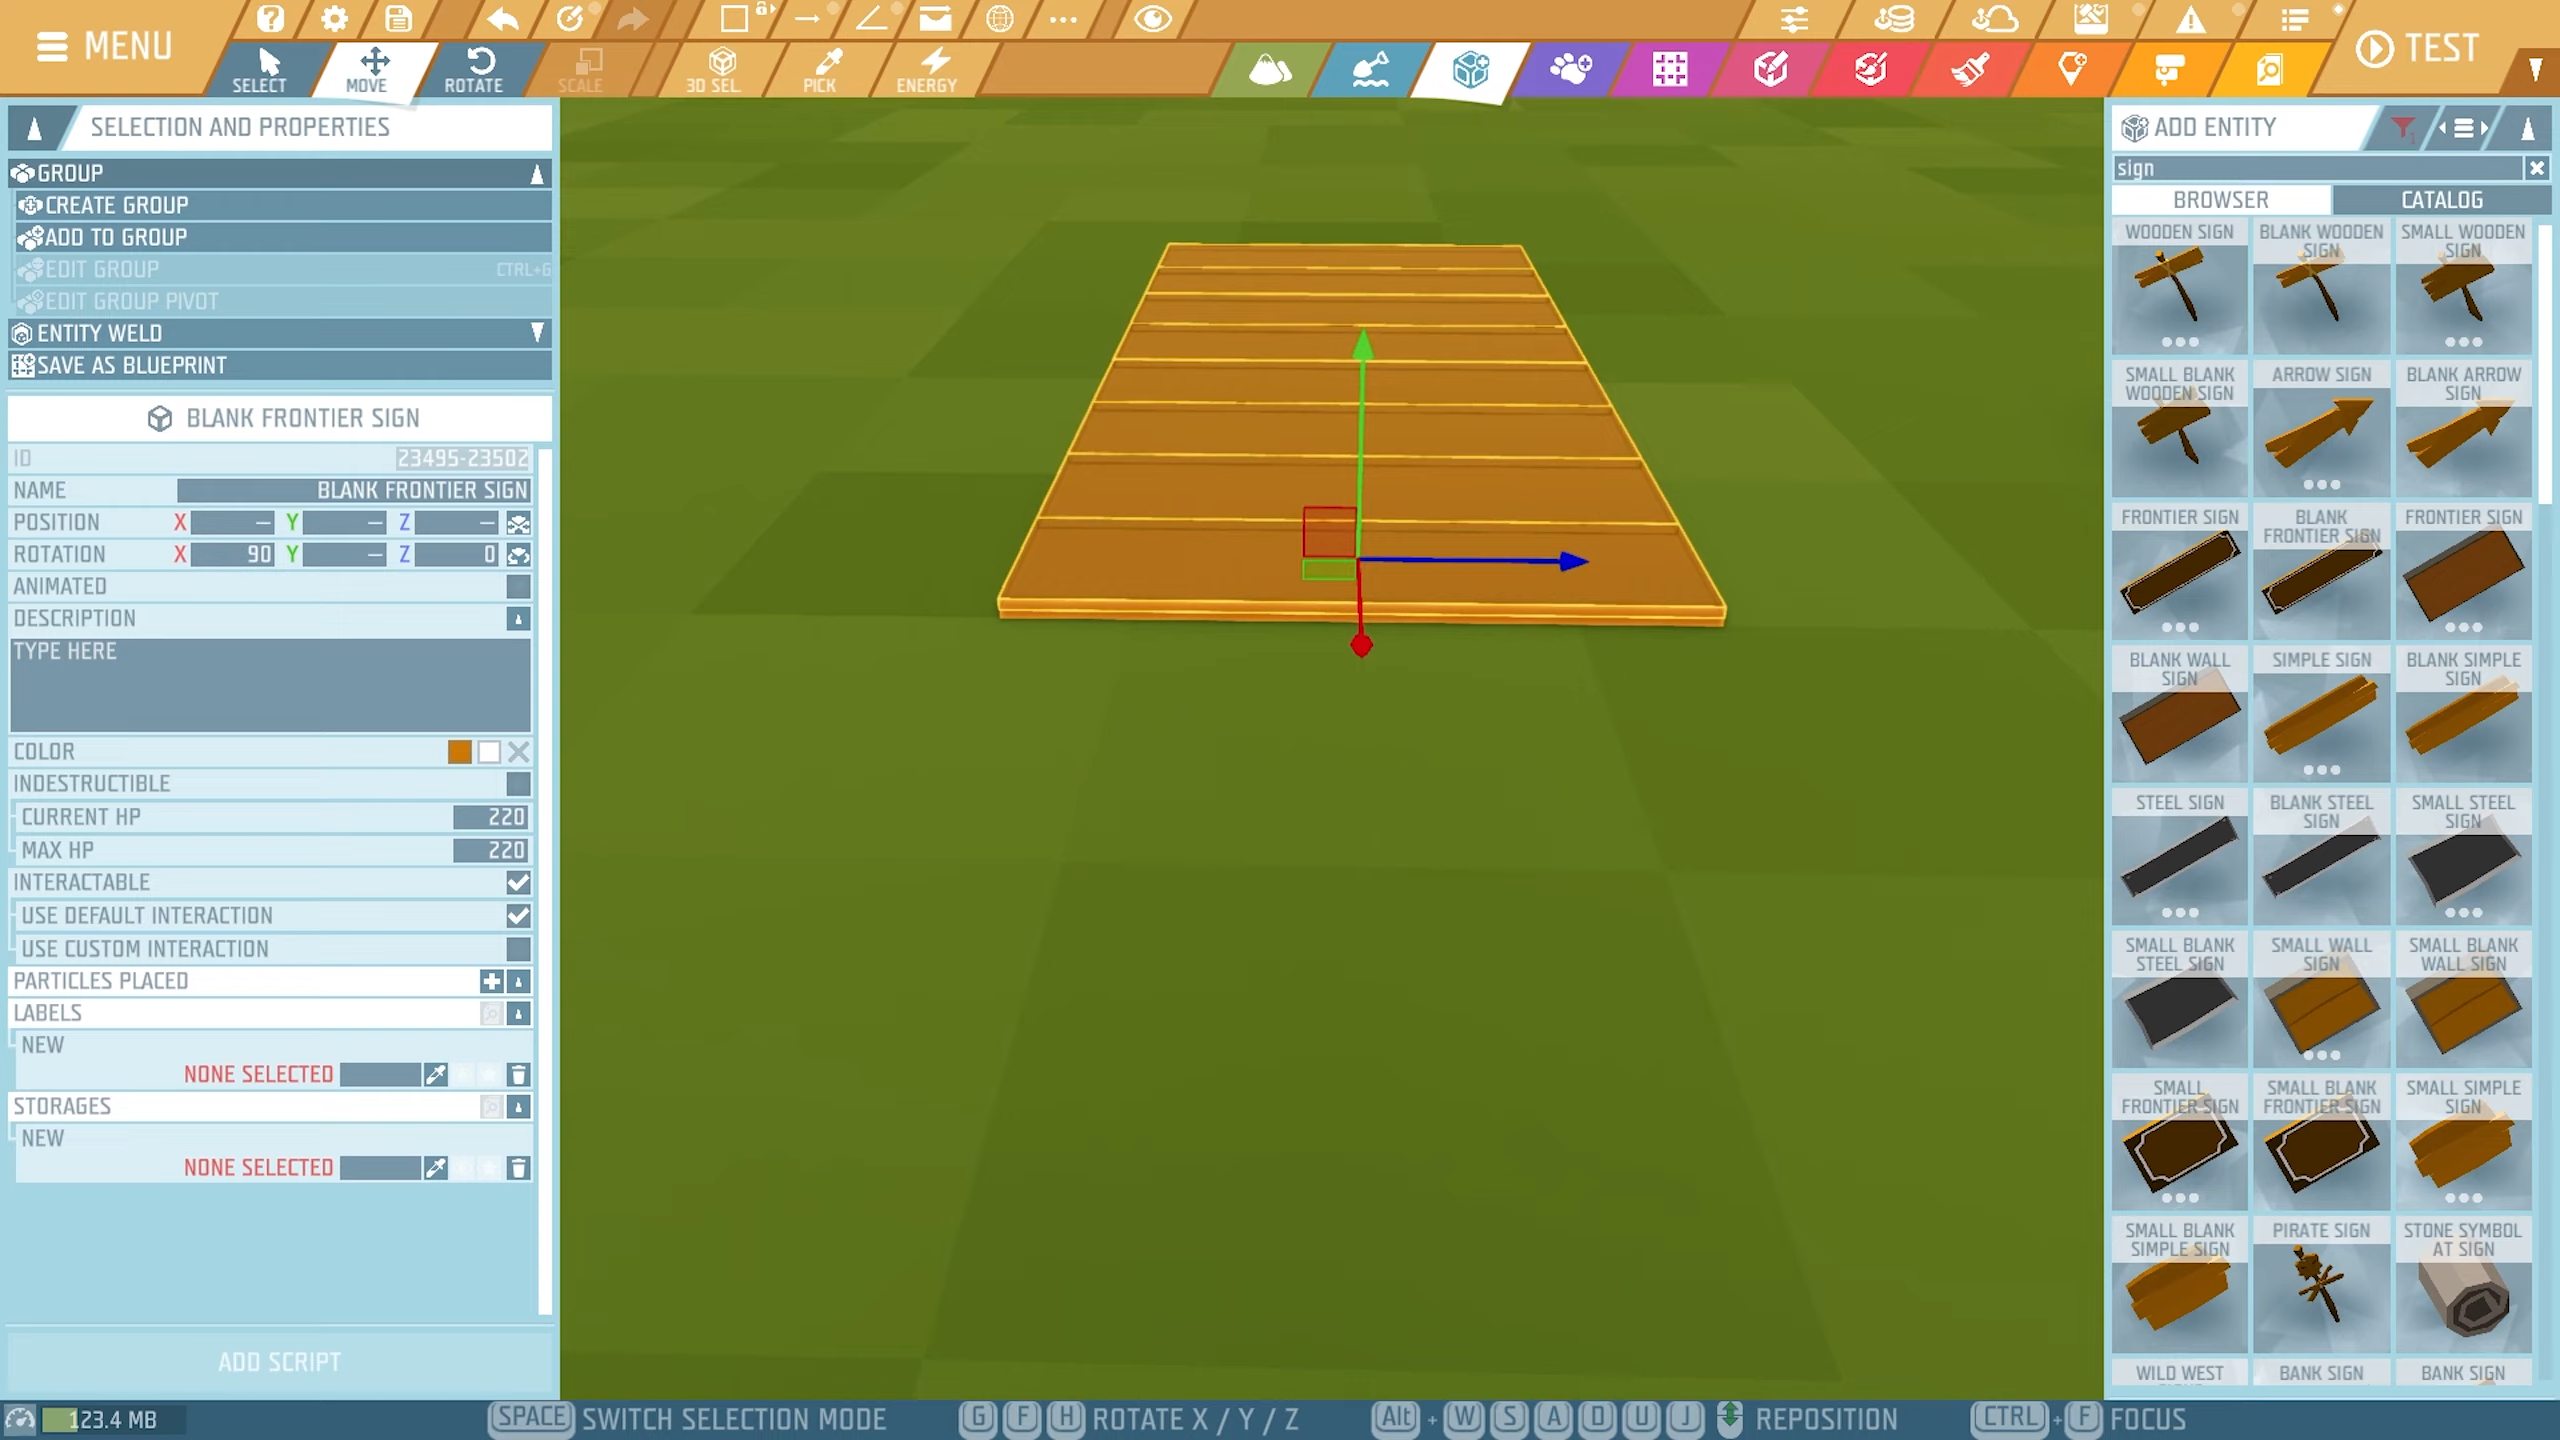 MENU
TEST
SELECT
MOVE
ROTATE
SCALE
3D SEL.
PICK
ENERGY
SELECTION AND PROPERTIES
GROUP
CREATE GROUP
ADD TO GROUP
EDIT GROUP CTRL+G
EDIT GROUP PIVOT
ENTITY WELD
SAVE AS BLUEPRINT
BLANK FRONTIER SIGN
ID 23495-23502
NAME BLANK FRONTIER SIGN
POSITION X — Y — Z —
ROTATION X 90 Y — Z 0
ANIMATED
DESCRIPTION
TYPE HERE
COLOR
INDESTRUCTIBLE
CURRENT HP 220
MAX HP 220
INTERACTABLE
USE DEFAULT INTERACTION
USE CUSTOM INTERACTION
PARTICLES PLACED
LABELS
NEW
NONE SELECTED
STORAGES
NEW
NONE SELECTED
ADD SCRIPT
ADD ENTITY
sign
BROWSER CATALOG
WOODEN SIGN
BLANK WOODEN
SIGN
SMALL WOODEN
SIGN
SMALL BLANK
WOODEN SIGN
ARROW SIGN
BLANK ARROW
SIGN
FRONTIER SIGN
BLANK
FRONTIER SIGN
FRONTIER SIGN
BLANK WALL
SIGN
SIMPLE SIGN
BLANK SIMPLE
SIGN
STEEL SIGN
BLANK STEEL
SIGN
SMALL STEEL
SIGN
SMALL BLANK
STEEL SIGN
SMALL WALL
SIGN
SMALL BLANK
WALL SIGN
SMALL
FRONTIER SIGN
SMALL BLANK
FRONTIER SIGN
SMALL SIMPLE
SIGN
SMALL BLANK
SIMPLE SIGN
PIRATE SIGN
STONE SYMBOL
AT SIGN
WILD WEST
BANK SIGN
BANK SIGN
123.4 MB
SPACE SWITCH SELECTION MODE
G F H ROTATE X / Y / Z
Alt + W S A D U J REPOSITION
CTRL + F FOCUS